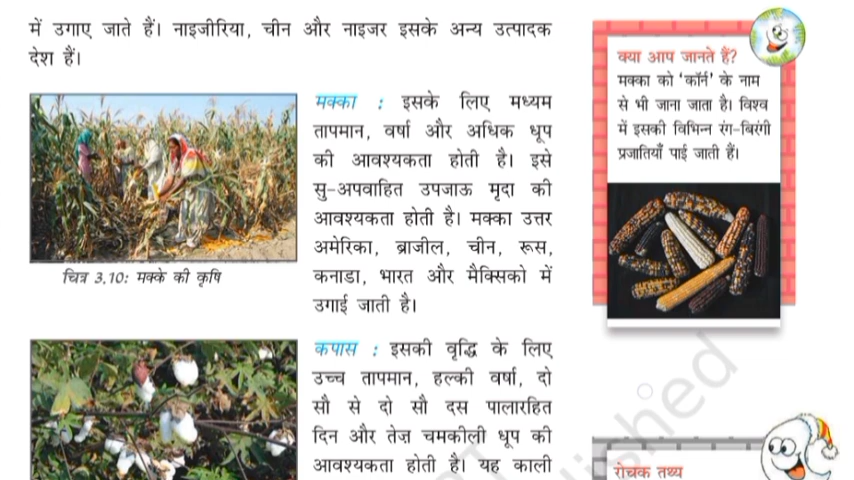 में उगाए जाते हैं। नाइजीरिया, चीन और नाइजर इसके अन्य उत्पादक
देश हैं।
मक्का : इसके लिए मध्यम
तापमान, वर्षा और अधिक धूप
की आवश्यकता होती है। इसे
सु-अपवाहित उपजाऊ मृदा की
आवश्यकता होती है। मक्का उत्तर
अमेरिका, ब्राजील, चीन, रूस,
कनाडा, भारत और मैक्सिको में
उगाई जाती है।
चित्र 3.10: मक्के की कृषि
कपास : इसकी वृद्धि के लिए
उच्च तापमान, हल्की वर्षा, दो
सौ से दो सौ दस पालारहित
दिन और तेज़ चमकीली धूप की
आवश्यकता होती है। यह काली
क्या आप जानते हैं?
मक्का को ‘कॉर्न’ के नाम
से भी जाना जाता है। विश्व
में इसकी विभिन्न रंग-बिरंगी
प्रजातियाँ पाई जाती हैं।
रोचक तथ्य